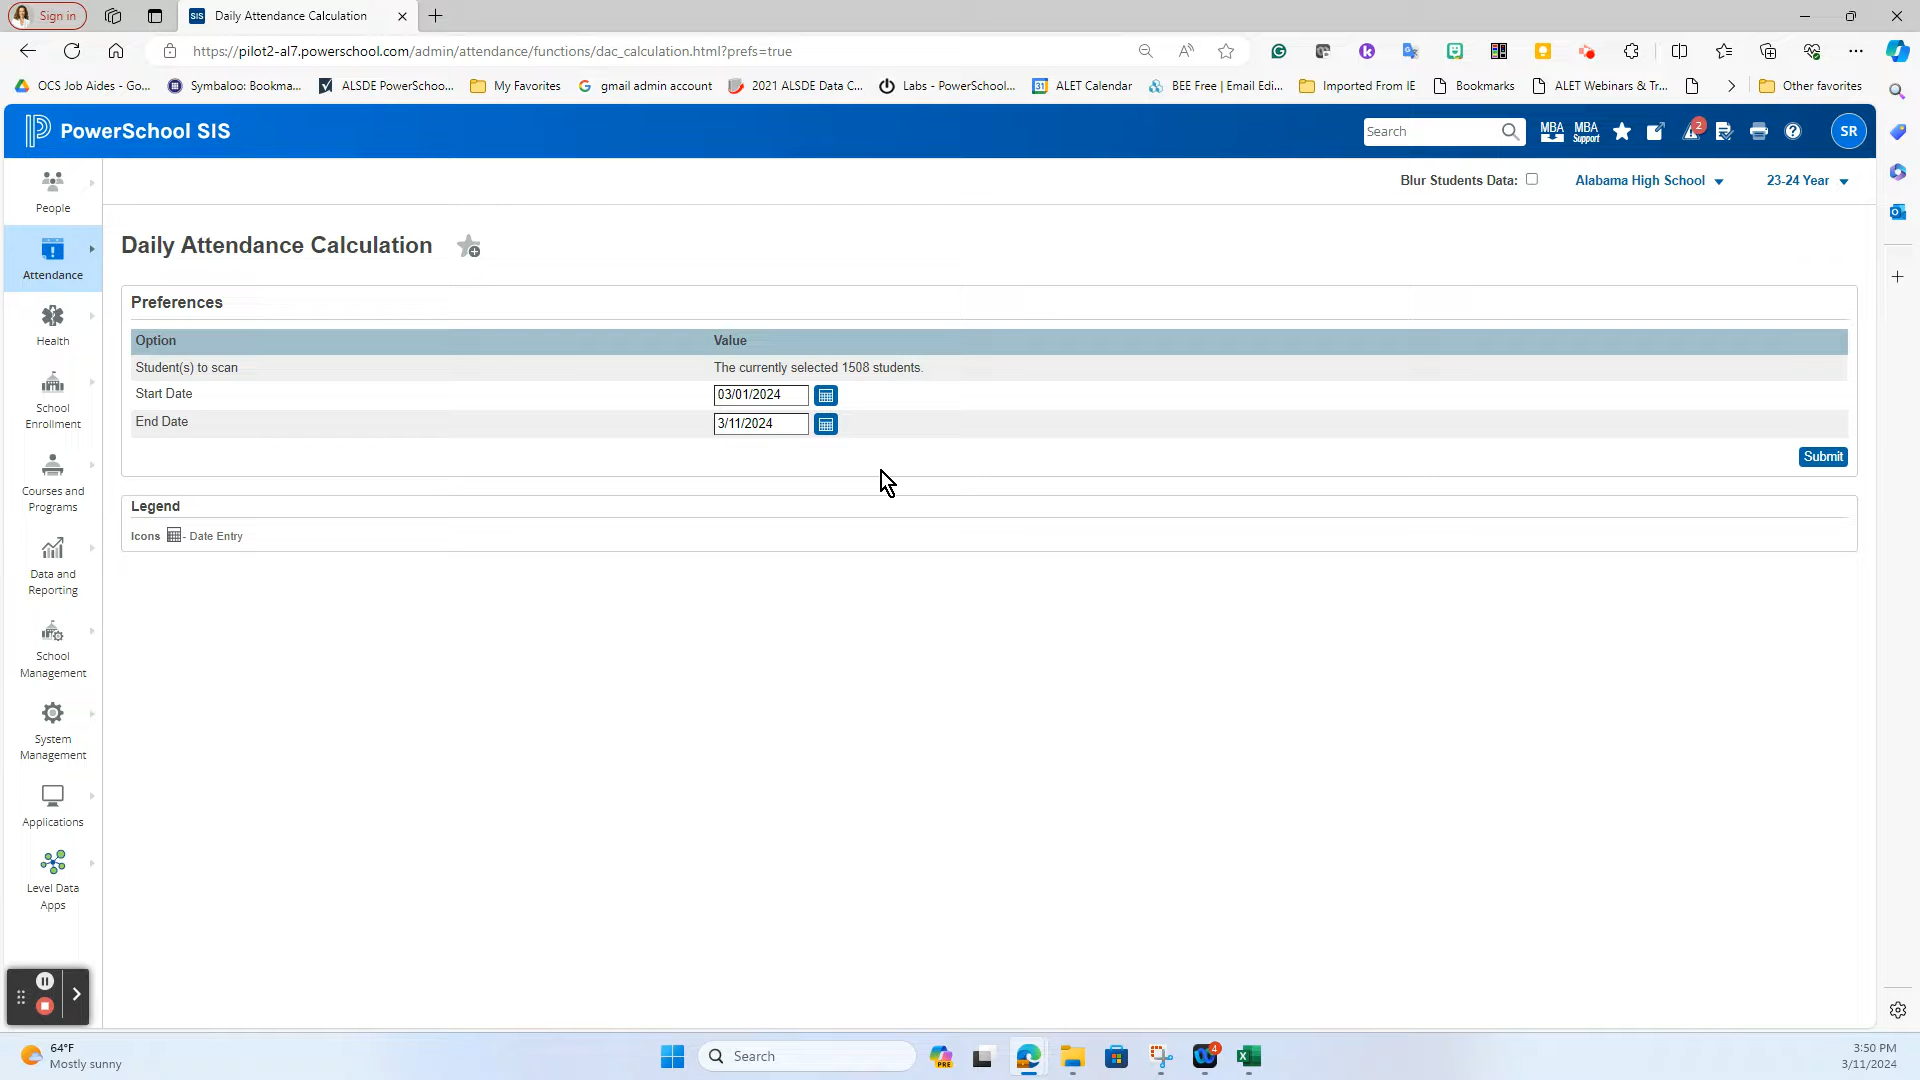 Sign in
SIS Daily Attendance Calculation
https://pilot2-al7.powerschool.com/admin/attendance/functions/dac_calculation.html?prefs=true
OCS Job Aides - Go...
Symbaloo: Bookma...
ALSDE PowerSchoo...
My Favorites
gmail admin account
2021 ALSDE Data C...
Labs - PowerSchool...
31
ALET Calendar
BEE Free | Email Edi...
Imported From IE
Bookmarks
ALET Webinars & Tr...
Other favorites
PowerSchool SIS
Search
MBA
MBA
Support
2
SR
Blur Students Data:
Alabama High School
23-24 Year
People
Attendance
Health
School
Enrollment
Courses and
Programs
Data and
Reporting
School
Management
System
Management
Applications
Level Data
Apps
Daily Attendance Calculation
Preferences
Option Value
Student(s) to scan The currently selected 1508 students.
Start Date 03/01/2024
End Date 3/11/2024
Submit
Legend
Icons - Date Entry
64°F
Mostly sunny
Search
PRE
4
3:50 PM
3/11/2024